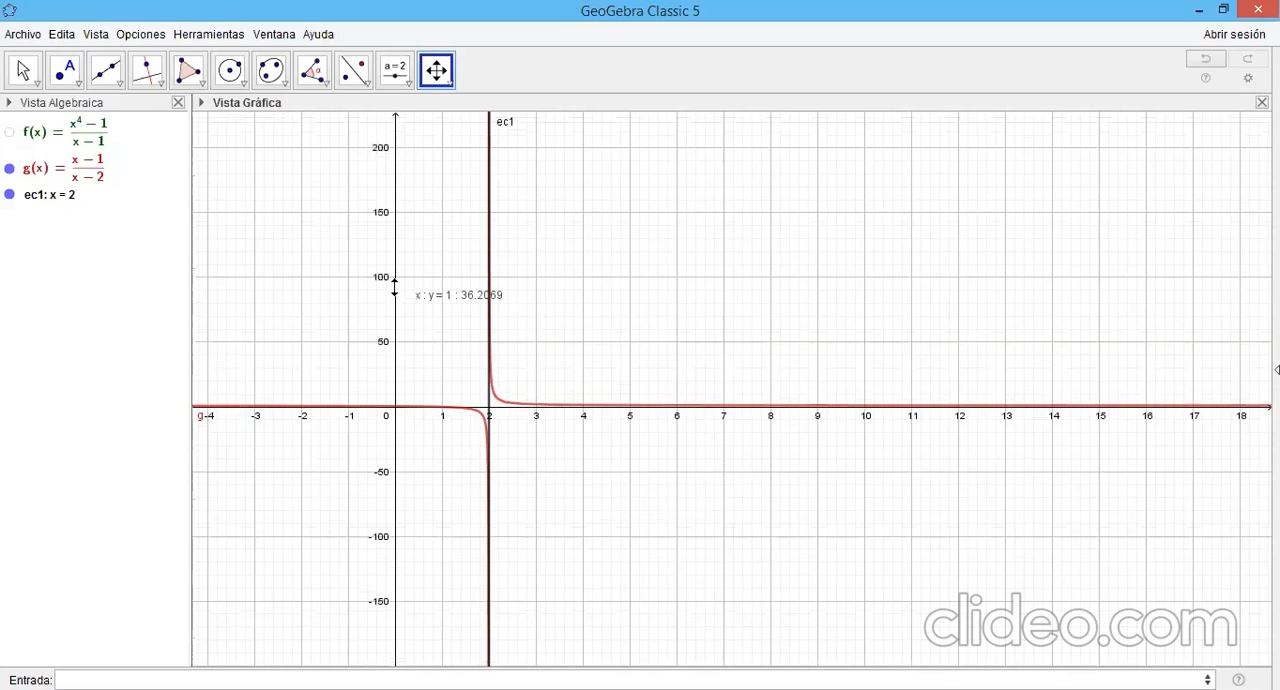 GeoGebra Classic 5
Archivo Edita Vista Opciones Herramientas Ventana Ayuda Abrir sesión
A α a = 2
Vista Algebraica
Vista Gráfica
f(x) = x⁴ − 1 / x − 1
g(x) = x − 1 / x − 2
ec1: x = 2
ec1
200
150
100
x : y = 1 : 36.2069
50
g -4 -3 -2 -1 0 1 2 3 4 5 6 7 8 9 10 11 12 13 14 15 16 17 18
-50
-100
-150
clideo.com
Entrada: